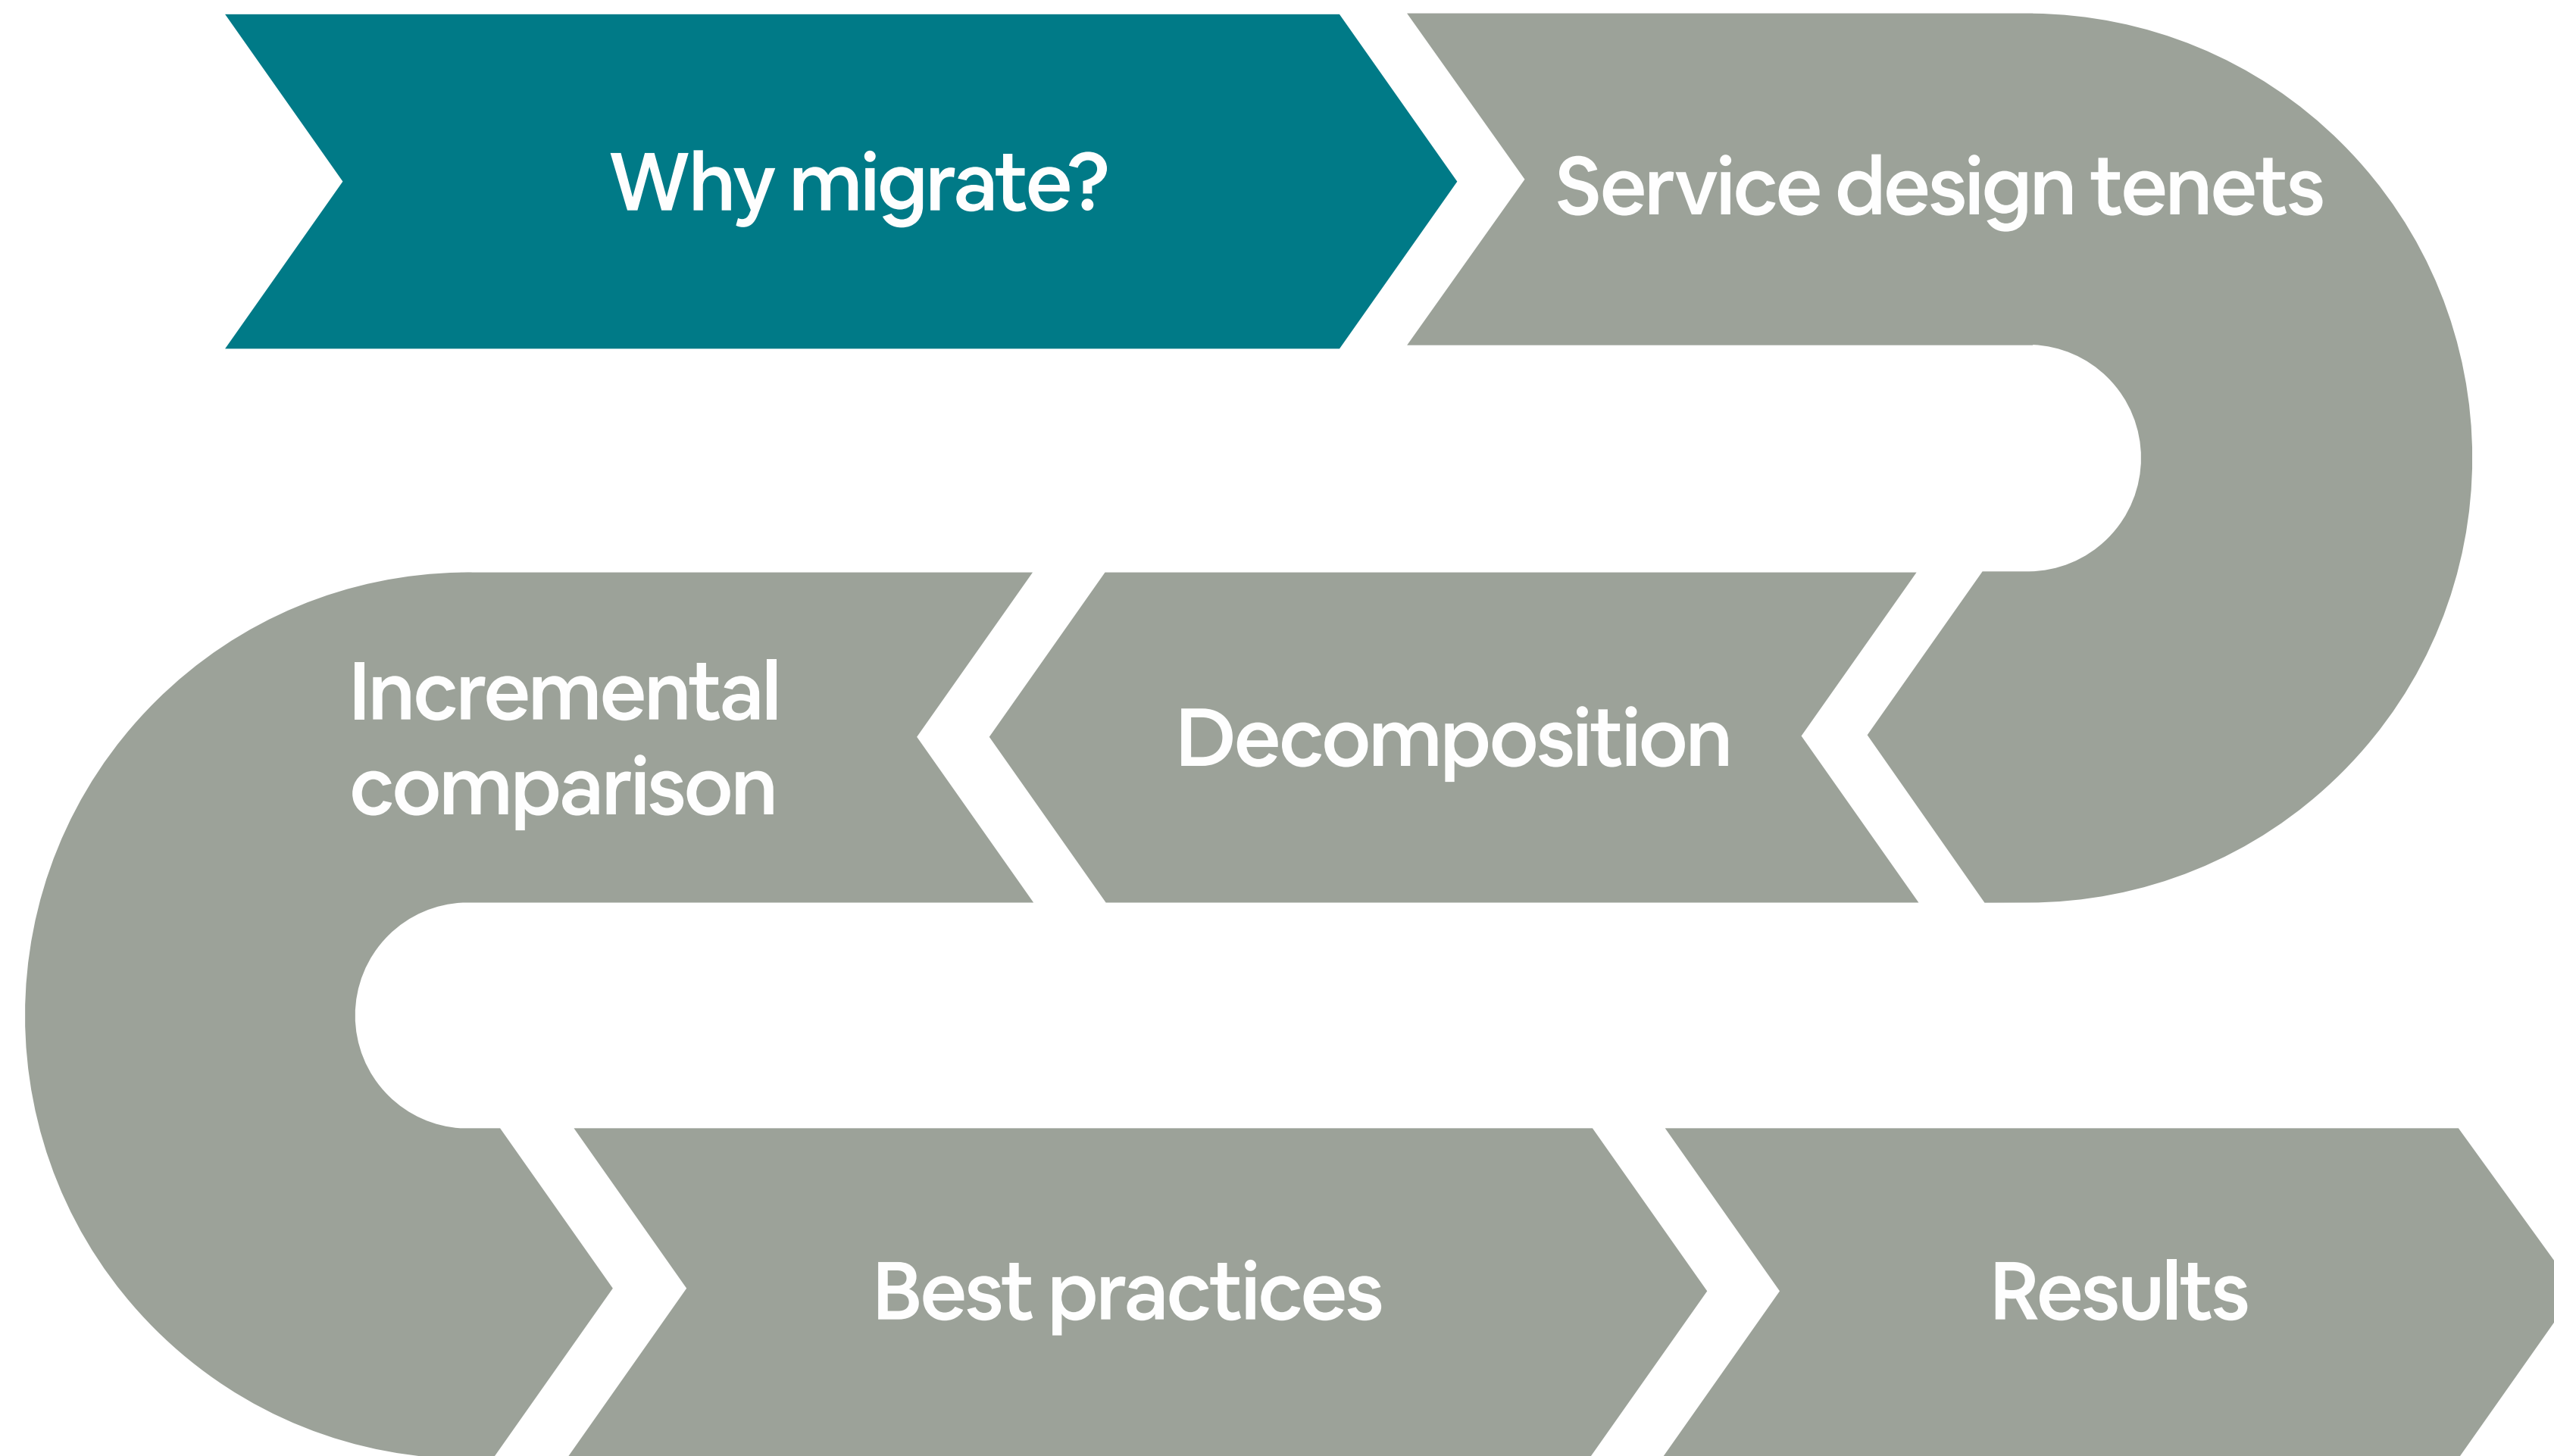 Why migrate?
Service design tenets
Decomposition
Incremental
comparison
Best practices
Results